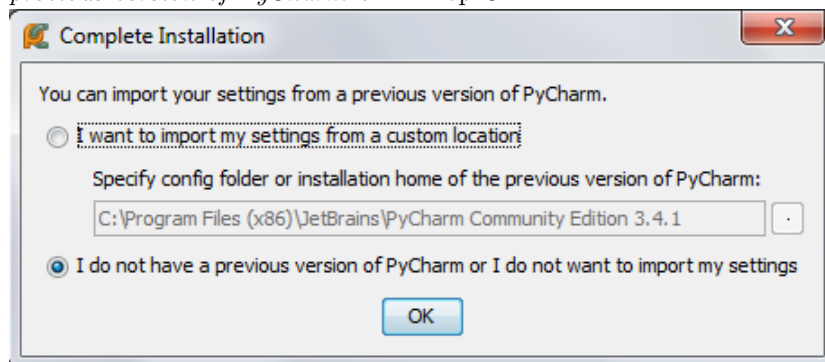 Complete Installation
You can import your settings from a previous version of PyCharm.
I want to import my settings from a custom location
Specify config folder or installation home of the previous version of PyCharm:
C:\Program Files (x86)\JetBrains\PyCharm Community Edition 3.4.1
I do not have a previous version of PyCharm or I do not want to import my settings
OK